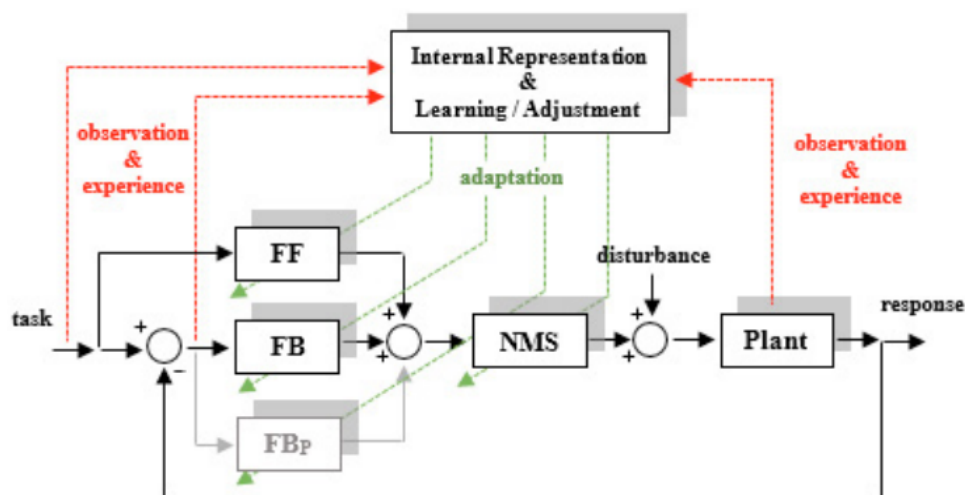 Internal Representation
&
Learning / Adjustment
observation
&
experience
adaptation
observation
&
experience
FF
disturbance
task
response
+
+
+
+
+
−
FB
NMS
Plant
FBP